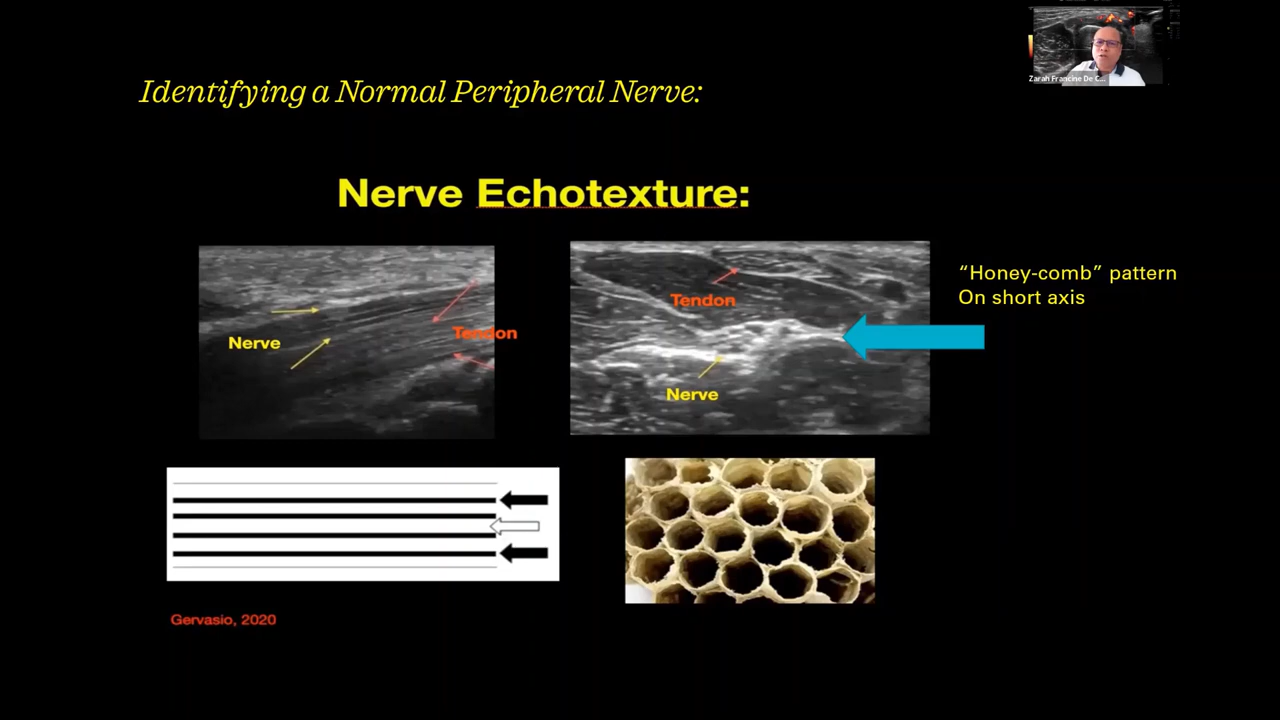 Zarah Francine De C...
Identifying a Normal Peripheral Nerve:
Nerve Echotexture:
"Honey-comb" pattern
On short axis
Tendon
Tendon
Nerve
Nerve
Gervasio, 2020